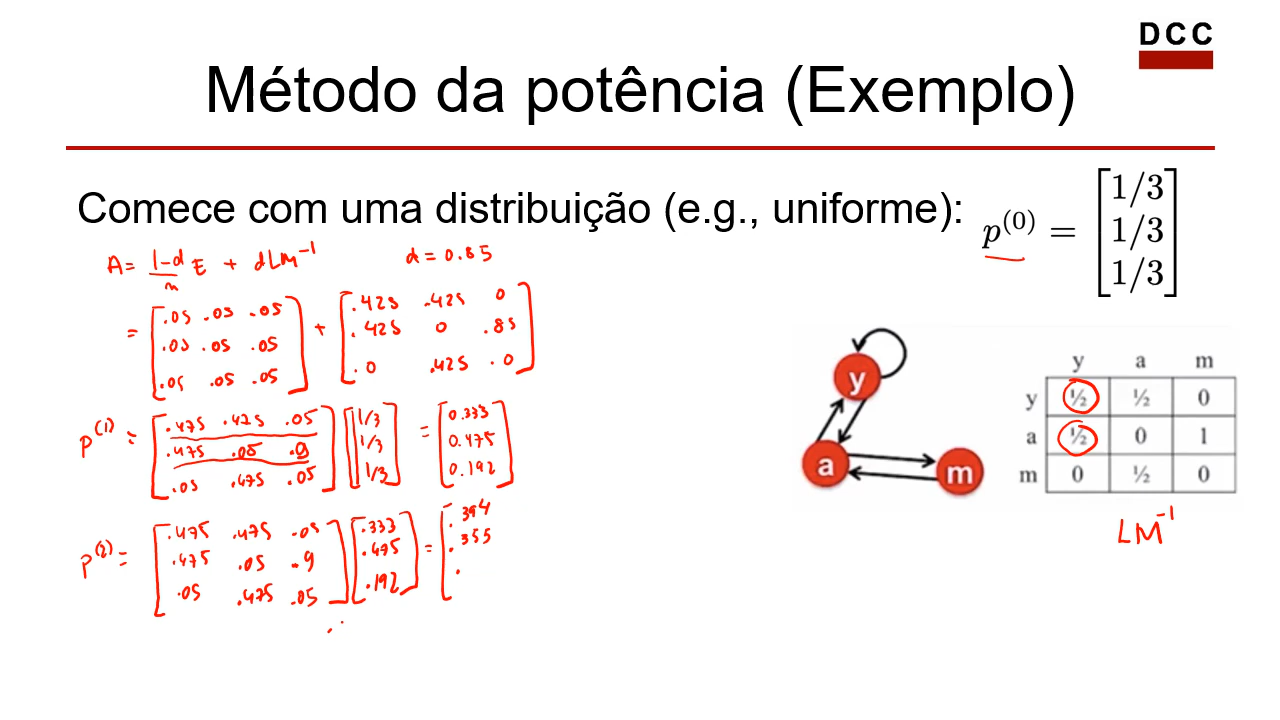 DCC
Método da potência (Exemplo)
Comece com uma distribuição (e.g., uniforme): p^(0) = [1/3 1/3 1/3]
A = 1-d/n E + dLM^-1    d = 0.85
= [.05 .05 .05
.05 .05 .05
.05 .05 .05] + [.425 .425 0
.425 0 .85
.0 .425 .0]
p^(1) = [.475 .425 .05
.475 .05 .9
.05 .475 .05] [1/3
1/3
1/3] = [0.333
0.475
0.192]
p^(2) = [.475 .475 .05
.475 .05 .9
.05 .475 .05] [.333
.475
.192] = [.394
.355
.
y
a
m
y a m
y ½ ½ 0
a ½ 0 1
m 0 ½ 0
LM^-1